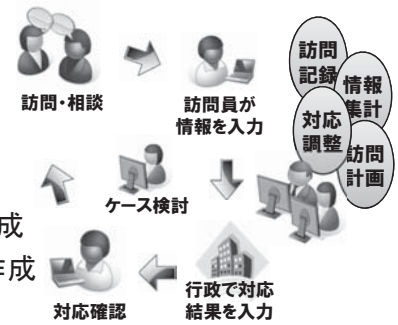 訪問・相談
訪問員が
情報を入力
訪問
記録
情報
集計
対応
調整
訪問
計画
ケース検討
成
作成
行政で対応
結果を入力
対応確認